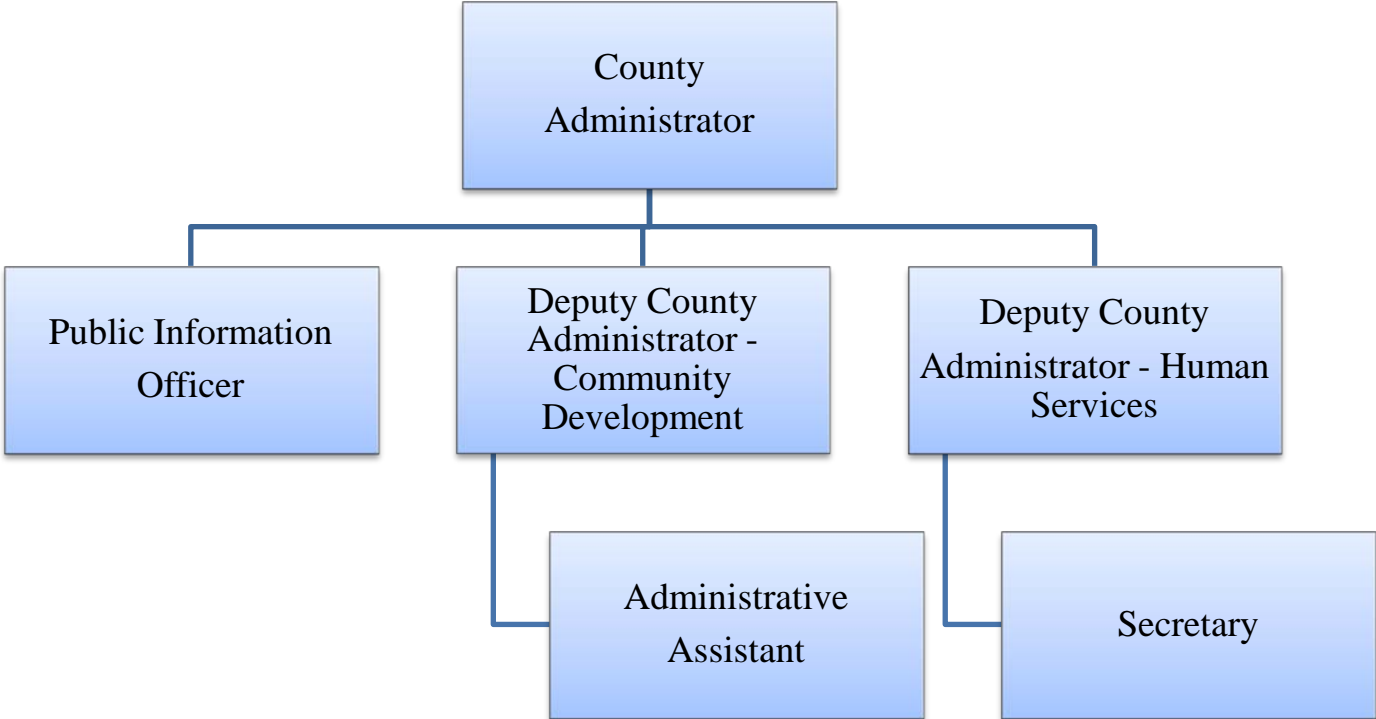 County
Administrator
Public Information
Officer
Deputy County
Administrator -
Community
Development
Deputy County
Administrator - Human
Services
Administrative
Assistant
Secretary